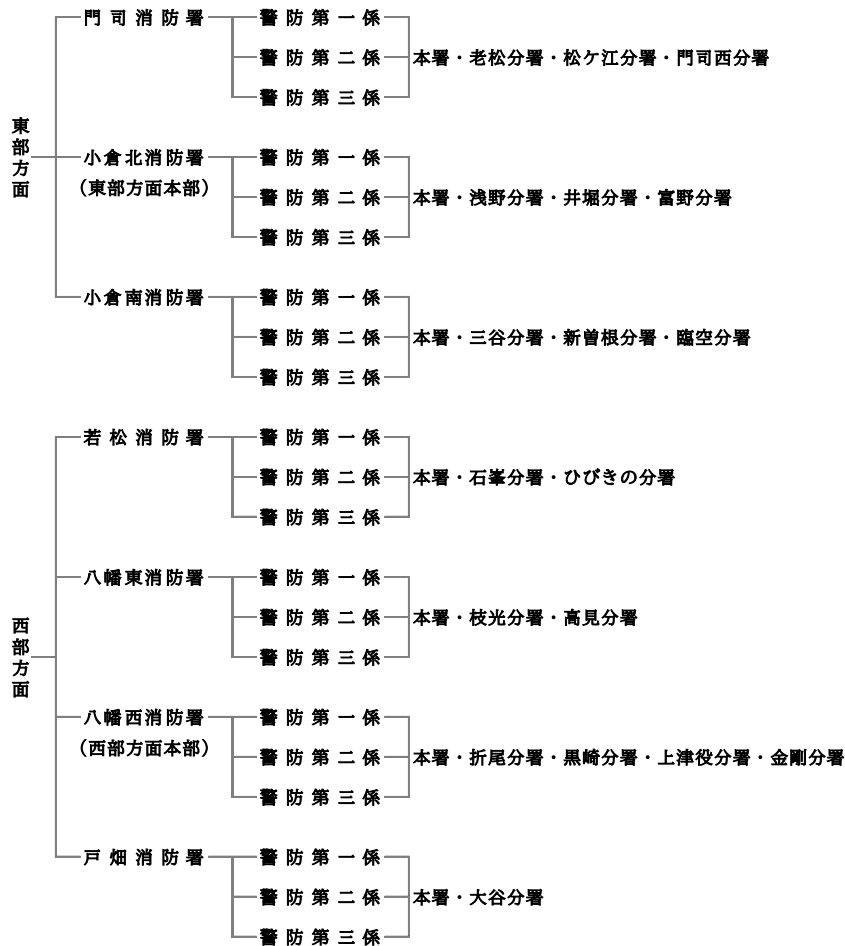 東部方面
門司消防署
警防第一係
警防第二係
警防第三係
本署・老松分署・松ケ江分署・門司西分署
小倉北消防署
（東部方面本部）
警防第一係
警防第二係
警防第三係
本署・浅野分署・井堀分署・富野分署
小倉南消防署
警防第一係
警防第二係
警防第三係
本署・三谷分署・新曽根分署・臨空分署
西部方面
若松消防署
警防第一係
警防第二係
警防第三係
本署・石峯分署・ひびきの分署
八幡東消防署
警防第一係
警防第二係
警防第三係
本署・枝光分署・高見分署
八幡西消防署
（西部方面本部）
警防第一係
警防第二係
警防第三係
本署・折尾分署・黒崎分署・上津役分署・金剛分署
戸畑消防署
警防第一係
警防第二係
警防第三係
本署・大谷分署